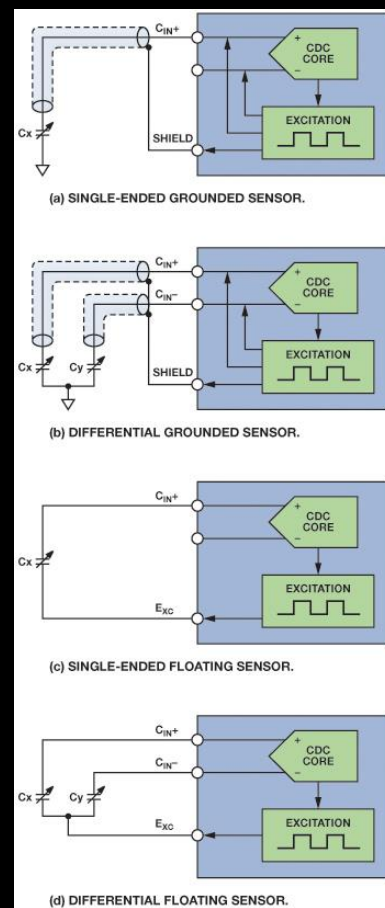 CIN+
+
CDC
CORE
–
EXCITATION
Cx
SHIELD
(a) SINGLE-ENDED GROUNDED SENSOR.
CIN+
+
CDC
CORE
CIN–
–
EXCITATION
Cx
Cy
SHIELD
(b) DIFFERENTIAL GROUNDED SENSOR.
CIN+
+
CDC
CORE
–
Cx
EXCITATION
EXC
(c) SINGLE-ENDED FLOATING SENSOR.
CIN+
+
CDC
CORE
CIN–
–
Cx
Cy
EXCITATION
EXC
(d) DIFFERENTIAL FLOATING SENSOR.